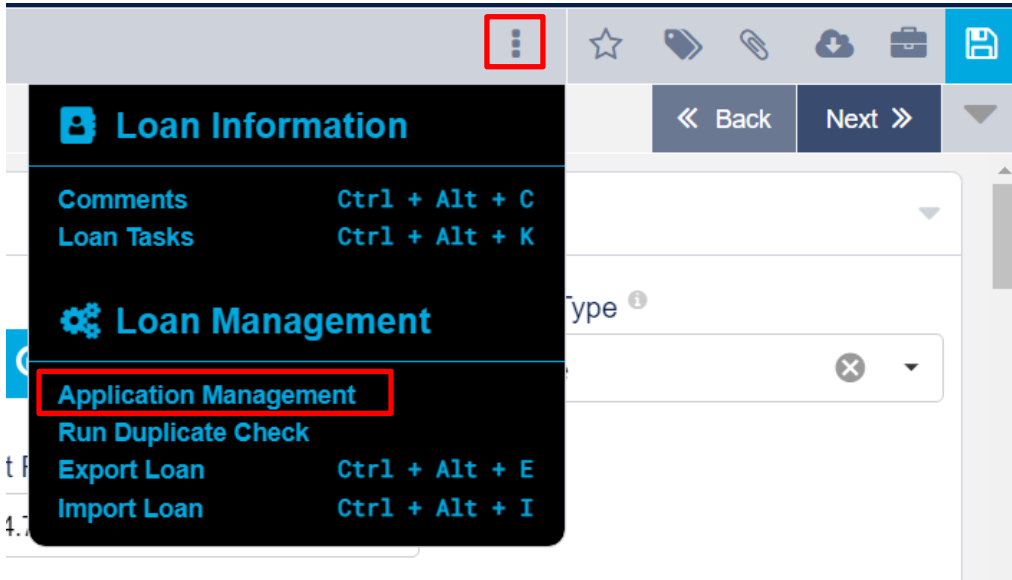 Loan Information
« Back
Next »
Comments Ctrl + Alt + C
Loan Tasks Ctrl + Alt + K
Loan Management
Type
Application Management
Run Duplicate Check
Export Loan Ctrl + Alt + E
Import Loan Ctrl + Alt + I